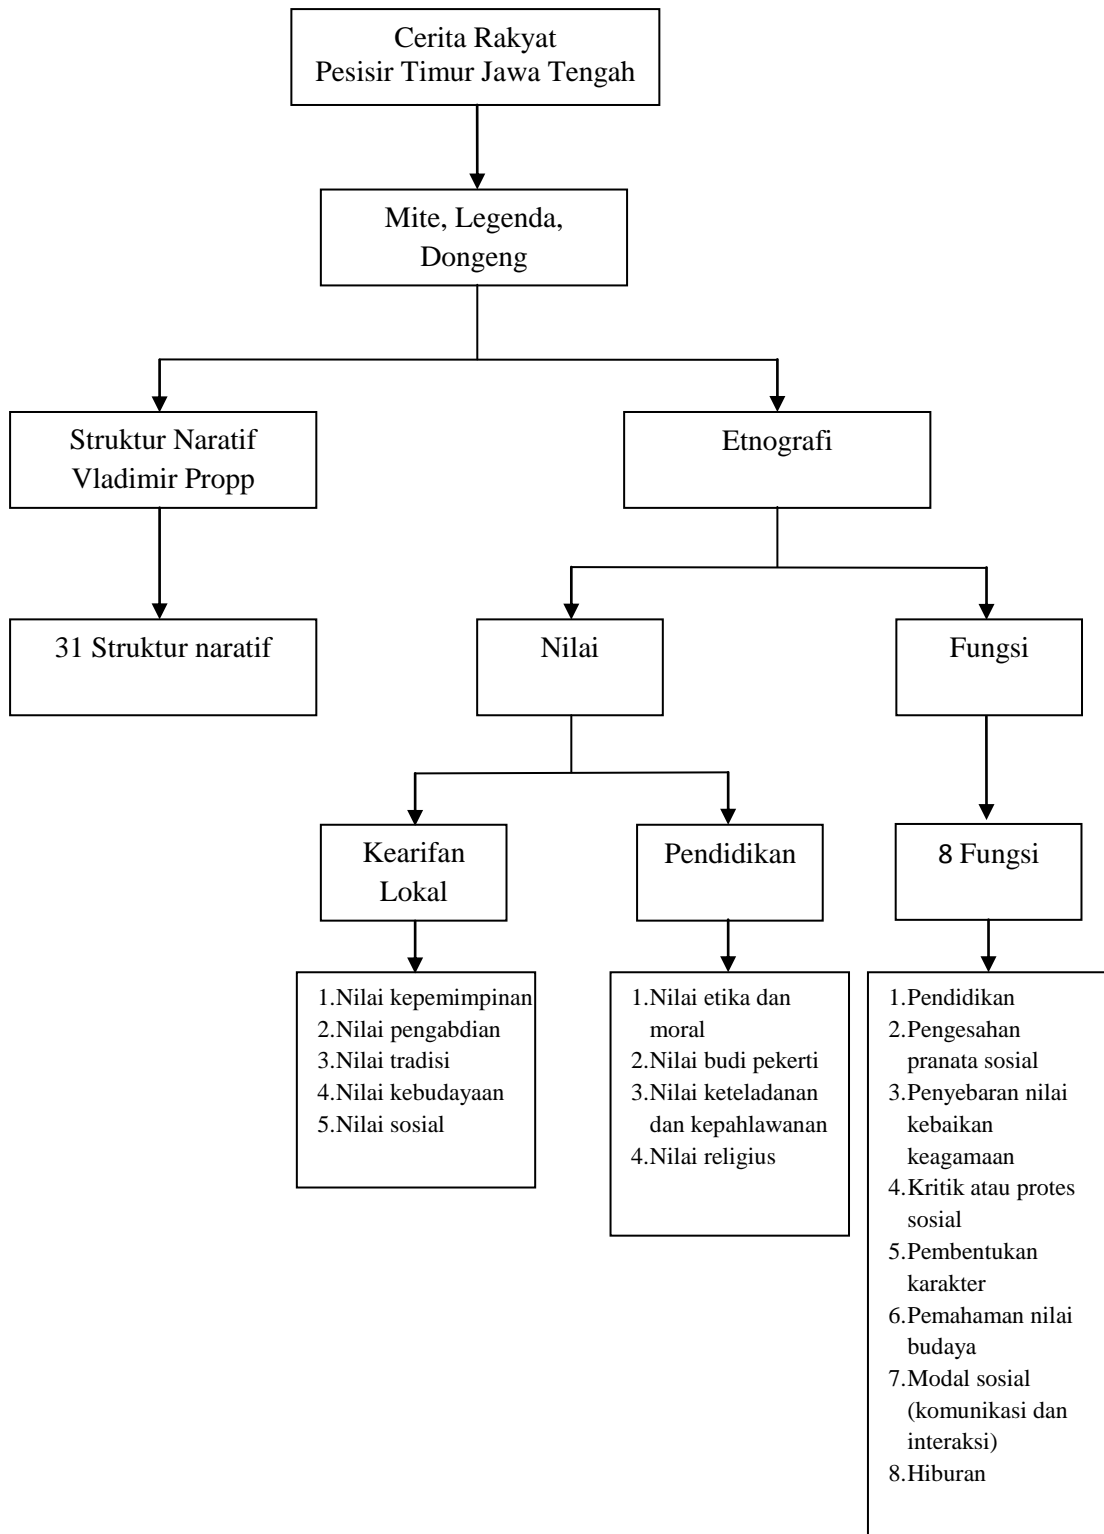 Cerita Rakyat
Pesisir Timur Jawa Tengah
Mite, Legenda,
Dongeng
Struktur Naratif
Vladimir Propp
Etnografi
31 Struktur naratif
Nilai
Fungsi
Kearifan
Lokal
Pendidikan
8 Fungsi
1.Nilai kepemimpinan
2.Nilai pengabdian
3.Nilai tradisi
4.Nilai kebudayaan
5.Nilai sosial
1.Nilai etika dan
moral
2.Nilai budi pekerti
3.Nilai keteladanan
dan kepahlawanan
4.Nilai religius
1.Pendidikan
2.Pengesahan
pranata sosial
3.Penyebaran nilai
kebaikan
keagamaan
4.Kritik atau protes
sosial
5.Pembentukan
karakter
6.Pemahaman nilai
budaya
7.Modal sosial
(komunikasi dan
interaksi)
8.Hiburan